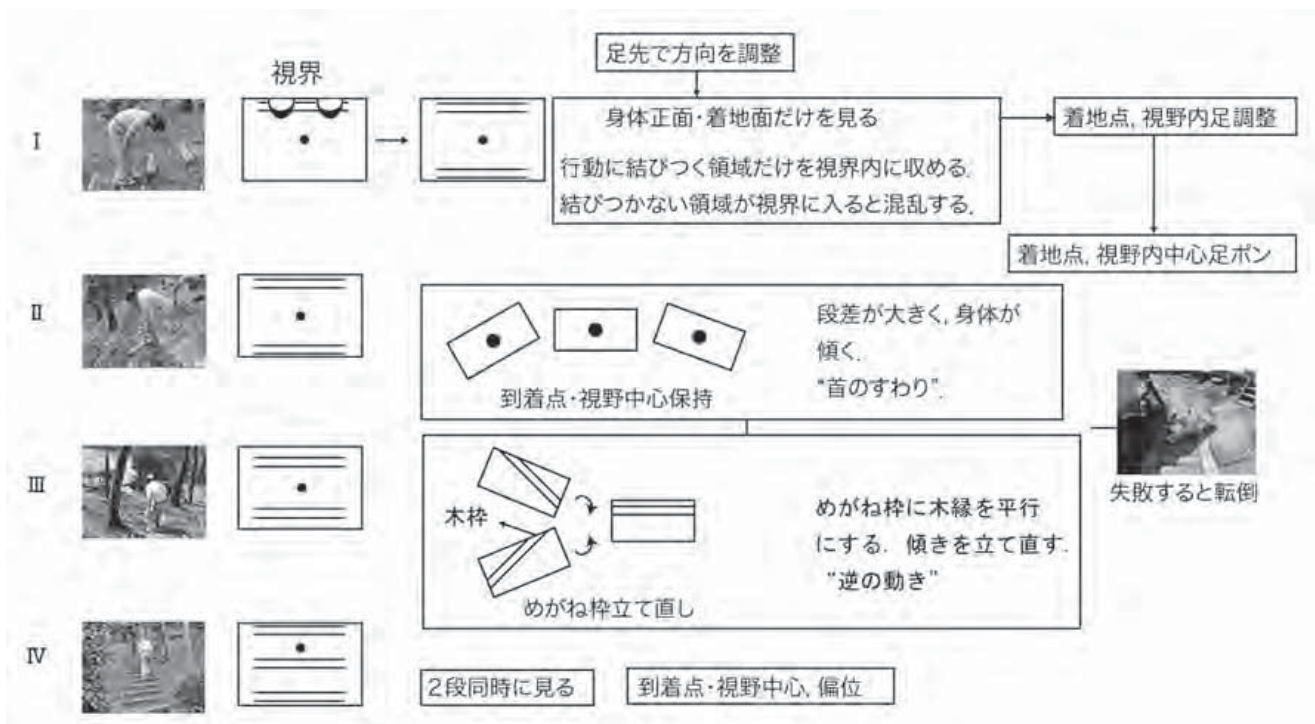 足先で方向を調整
視界
Ⅰ
身体正面・着地面だけを見る
行動に結びつく領域だけを視界内に収める.
結びつかない領域が視界に入ると混乱する.
着地点, 視野内足調整
着地点, 視野内中心足ポン
Ⅱ
到着点・視野中心保持
段差が大きく, 身体が
傾く.
“首のすわり”.
失敗すると転倒
Ⅲ
木枠
めがね枠立て直し
めがね枠に木縁を平行
にする. 傾きを立て直す.
“逆の動き”
Ⅳ
2段同時に見る
到着点・視野中心, 偏位